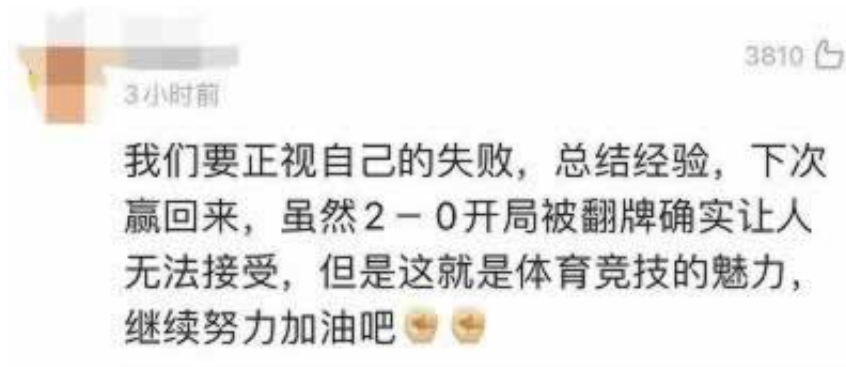 3810
3小时前
我们要正视自己的失败，总结经验，下次
赢回来，虽然2－0开局被翻牌确实让人
无法接受，但是这就是体育竞技的魅力，
继续努力加油吧